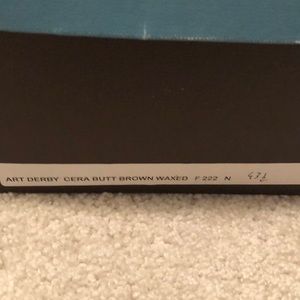 ART DERBY CERA BUTT BROWN WAXED F.222 N